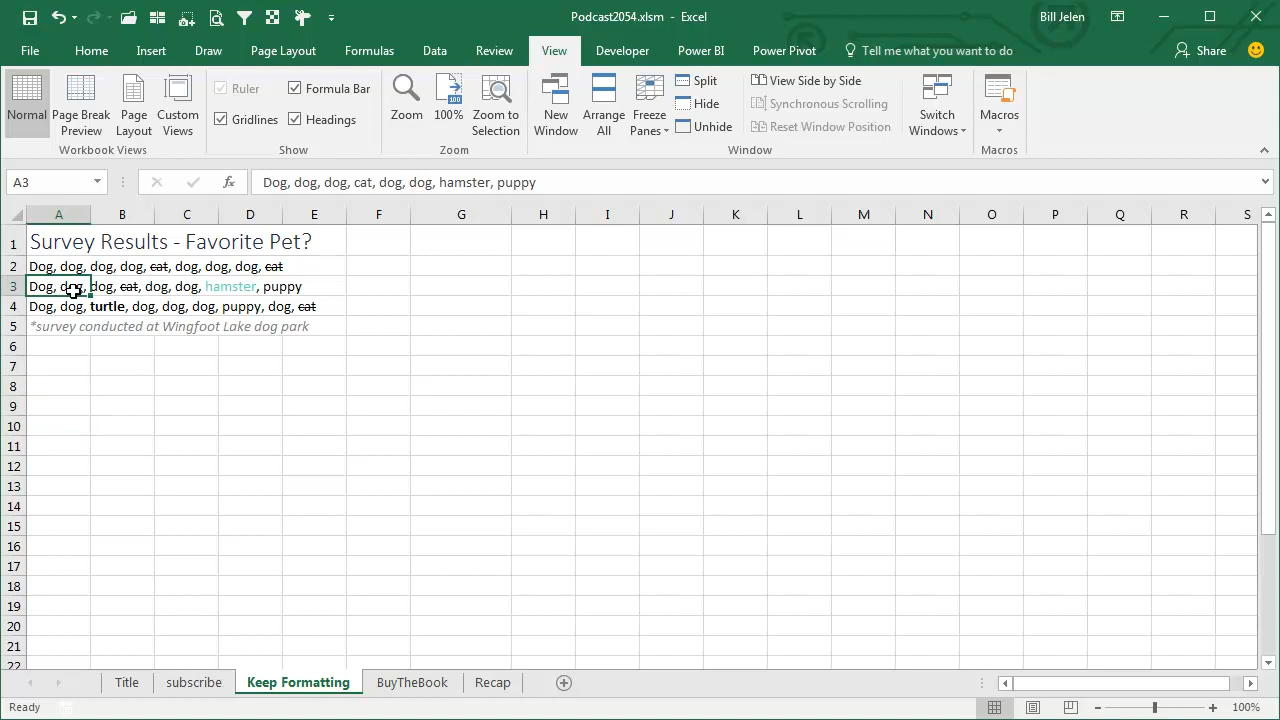 Podcast2054.xlsm - Excel
Bill Jelen
File Home Insert Draw Page Layout Formulas Data Review View Developer Power BI Power Pivot Tell me what you want to do Share
Normal
Page Break Preview
Page Layout
Custom Views
Workbook Views
Ruler
Formula Bar
Gridlines
Headings
Show
Zoom
100
100%
Zoom to Selection
Zoom
New Window
Arrange All
Freeze Panes
Split
Hide
Unhide
View Side by Side
Synchronous Scrolling
Reset Window Position
Window
Switch Windows
Macros
Macros
A3 fx Dog, dog, dog, cat, dog, dog, hamster, puppy
A B C D E F G H I J K L M N O P Q R S
1 Survey Results - Favorite Pet?
2 Dog, dog, dog, dog, cat, dog, dog, dog, cat
3 Dog, dog, dog, cat, dog, dog, hamster, puppy
4 Dog, dog, turtle, dog, dog, dog, puppy, dog, cat
5 *survey conducted at Wingfoot Lake dog park
6
7
8
9
10
11
12
13
14
15
16
17
18
19
20
21
22
Title subscribe Keep Formatting BuyTheBook Recap
Ready 100%